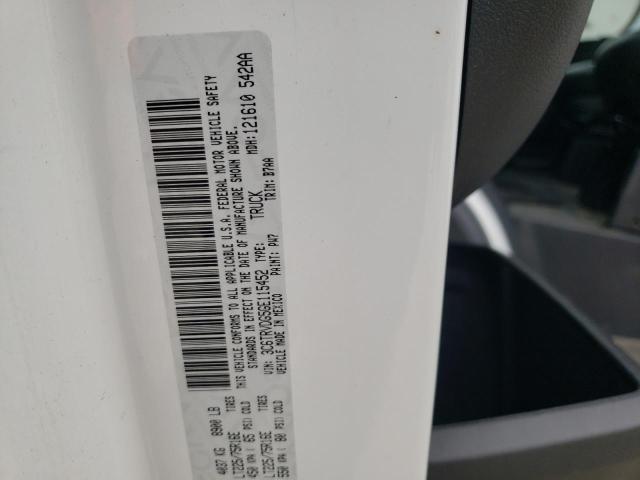 4037 KG 8900 LB
LT225/75R16E TIRES
450 KPA ( 65 PSI) COLD
LT225/75R16E TIRES
550 KPA ( 80 PSI) COLD
THIS VEHICLE CONFORMS TO ALL APPLICABLE U.S.A. FEDERAL MOTOR VEHICLE SAFETY
STANDARDS IN EFFECT ON THE DATE OF MANUFACTURE SHOWN ABOVE.
MDH: 121610 542AA
VIN: 3C6TRVDG5GE115452 TYPE: TRUCK
PAINT: PW7 TRIM: B7AA
VEHICLE MADE IN MEXICO